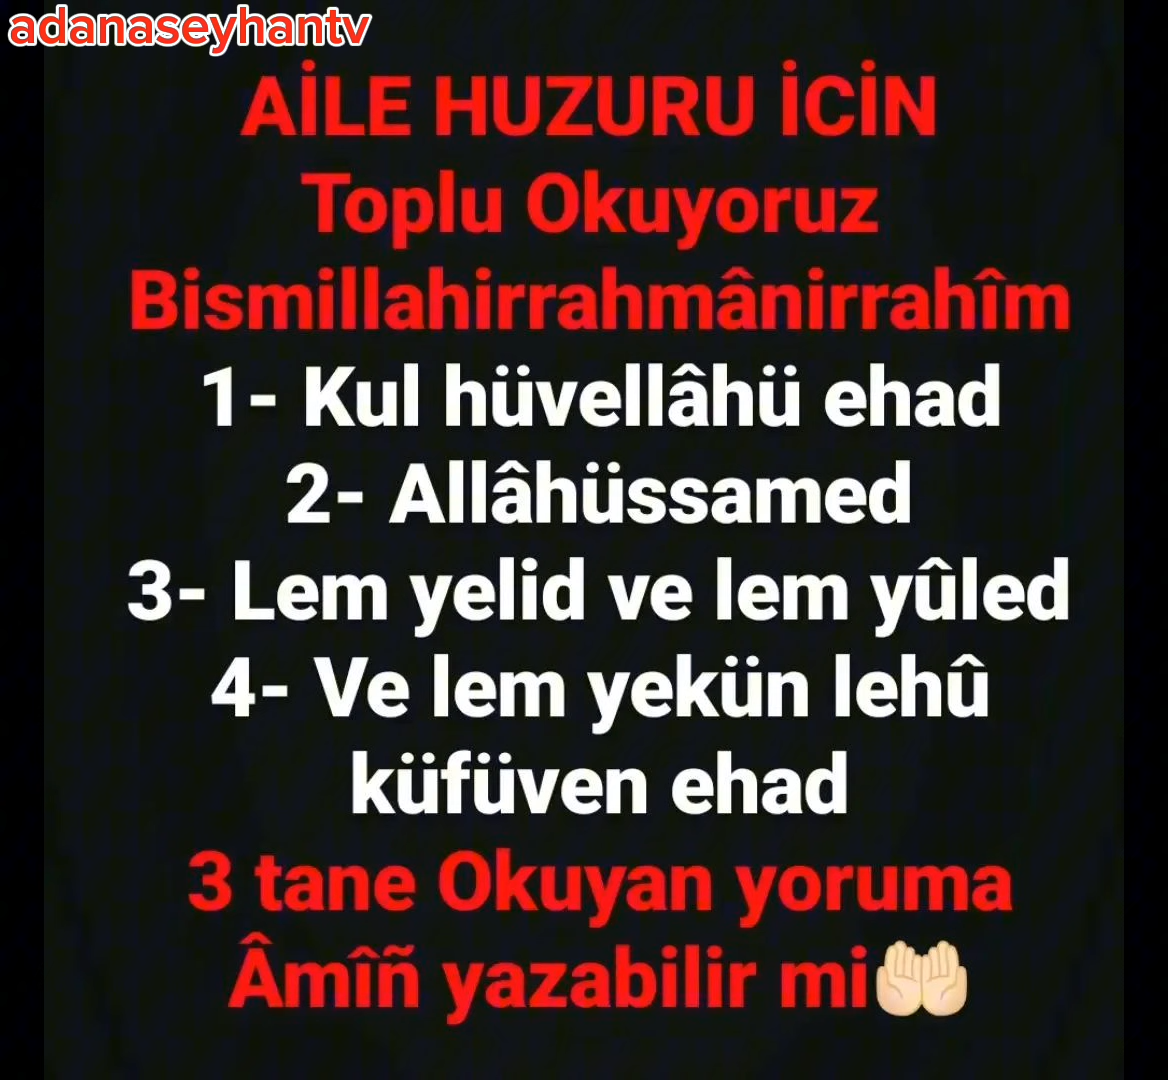 adanaseyhantv
AİLE HUZURU İCİN
Toplu Okuyoruz
Bismillahirrahmânirrahîm
1- Kul hüvellâhü ehad
2- Allâhüssamed
3- Lem yelid ve lem yûled
4- Ve lem yekün lehû
küfüven ehad
3 tane Okuyan yoruma
Âmîñ yazabilir mi🤲🏻